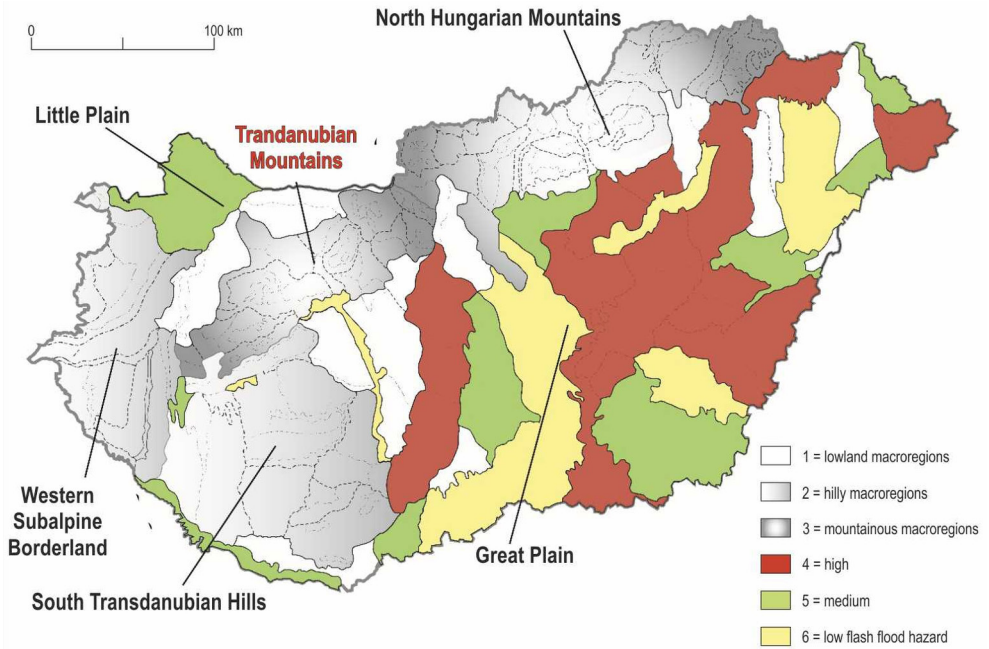 North Hungarian Mountains
0
100 km
Little Plain
Trandanubian
Mountains
Western
Subalpine
Borderland
South Transdanubian Hills
Great Plain
1 = lowland macroregions
2 = hilly macroregions
3 = mountainous macroregions
4 = high
5 = medium
6 = low flash flood hazard